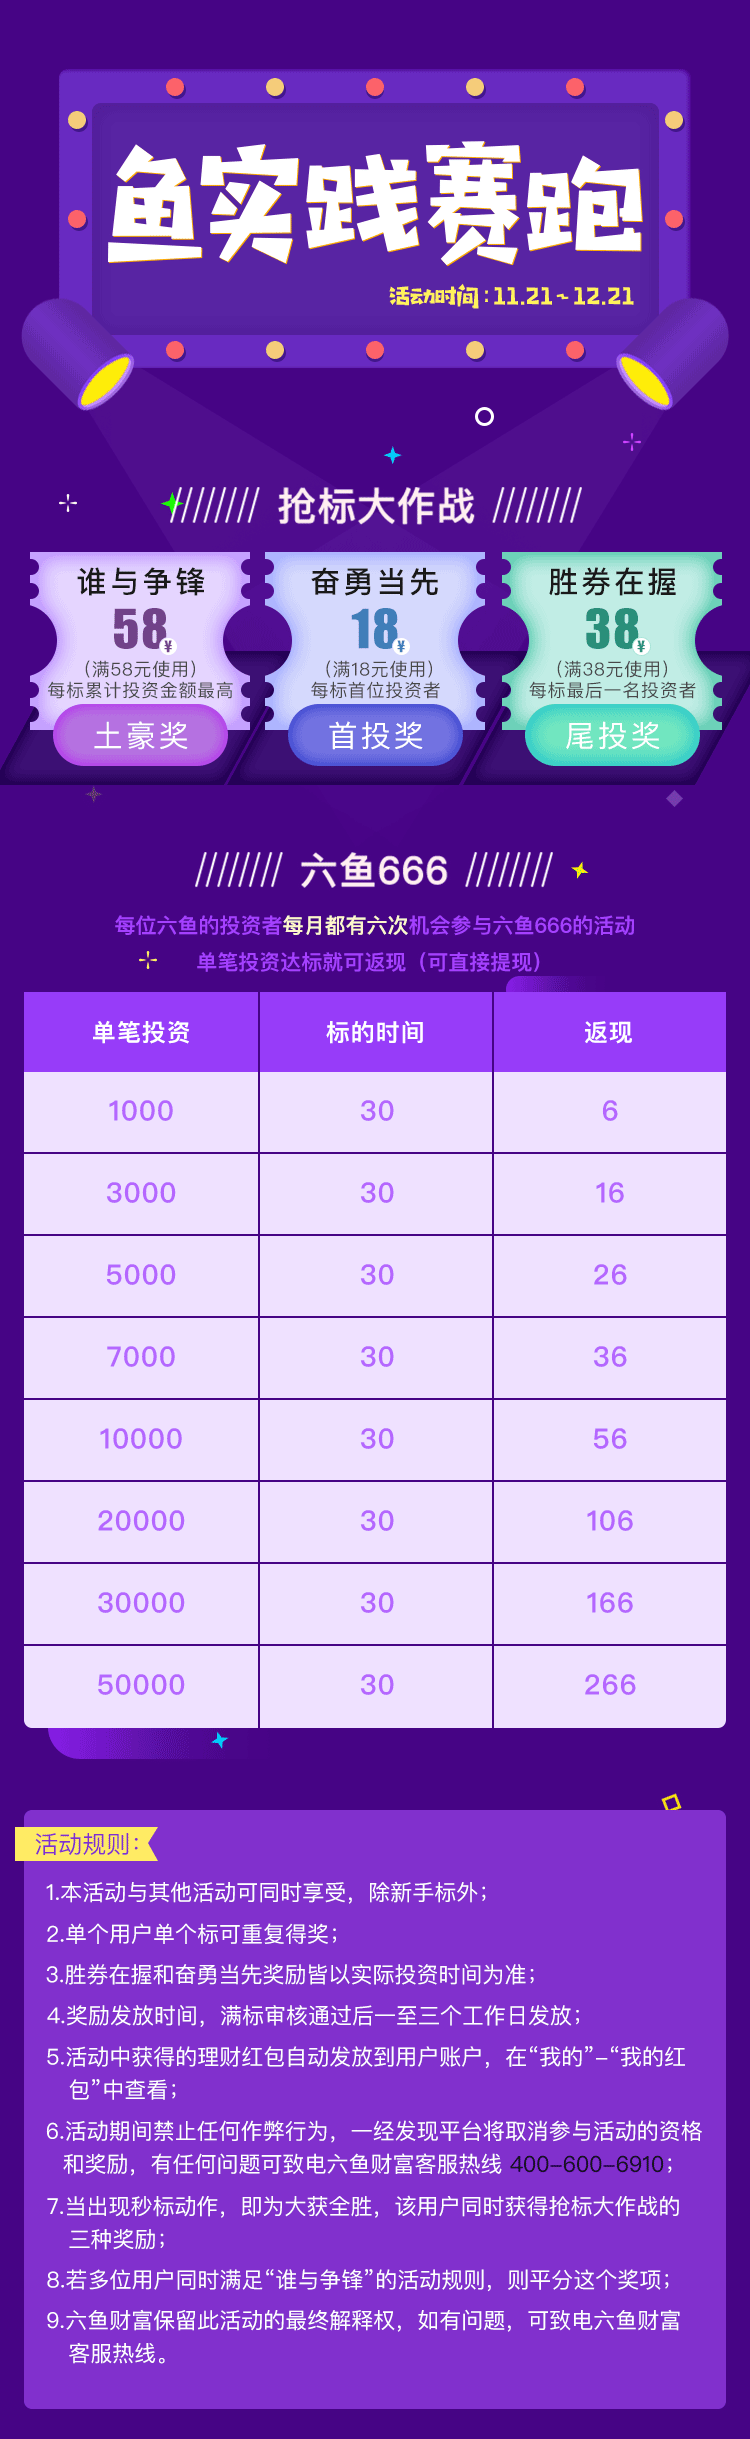 鱼实践赛跑
活动时间:11.21~12.21
抢标大作战
谁与争锋
58¥
（满58元使用）
每标累计投资金额最高
土豪奖
奋勇当先
18¥
（满18元使用）
每标首位投资者
首投奖
胜券在握
38¥
（满38元使用）
每标最后一名投资者
尾投奖
六鱼666
每位六鱼的投资者每月都有六次机会参与六鱼666的活动
单笔投资达标就可返现（可直接提现）
单笔投资 标的时间 返现
1000 30 6
3000 30 16
5000 30 26
7000 30 36
10000 30 56
20000 30 106
30000 30 166
50000 30 266
活动规则：
1.本活动与其他活动可同时享受，除新手标外；
2.单个用户单个标可重复得奖；
3.胜券在握和奋勇当先奖励皆以实际投资时间为准；
4.奖励发放时间，满标审核通过后一至三个工作日发放；
5.活动中获得的理财红包自动发放到用户账户，在“我的”–“我的红
包”中查看；
6.活动期间禁止任何作弊行为，一经发现平台将取消参与活动的资格
和奖励，有任何问题可致电六鱼财富客服热线 400–600–6910；
7.当出现秒标动作，即为大获全胜，该用户同时获得抢标大作战的
三种奖励；
8.若多位用户同时满足“谁与争锋”的活动规则，则平分这个奖项；
9.六鱼财富保留此活动的最终解释权，如有问题，可致电六鱼财富
客服热线。